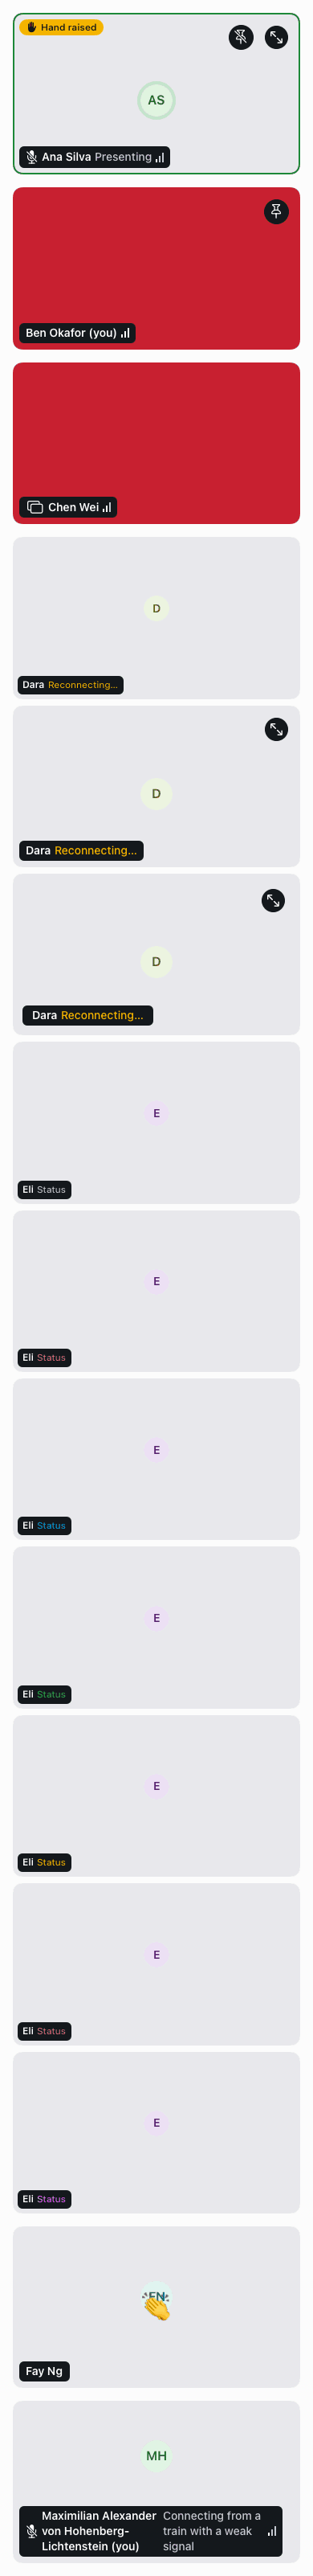 Hand raised
AS
Ana Silva Presenting
Ben Okafor (you)
Chen Wei
D
Dara Reconnecting...
D
Dara Reconnecting...
D
Dara Reconnecting...
E
Eli Status
E
Eli Status
E
Eli Status
E
Eli Status
E
Eli Status
E
Eli Status
E
Eli Status
FN
Fay Ng
MH
Maximilian Alexander
von Hohenberg-
Lichtenstein (you)
Connecting from a
train with a weak
signal